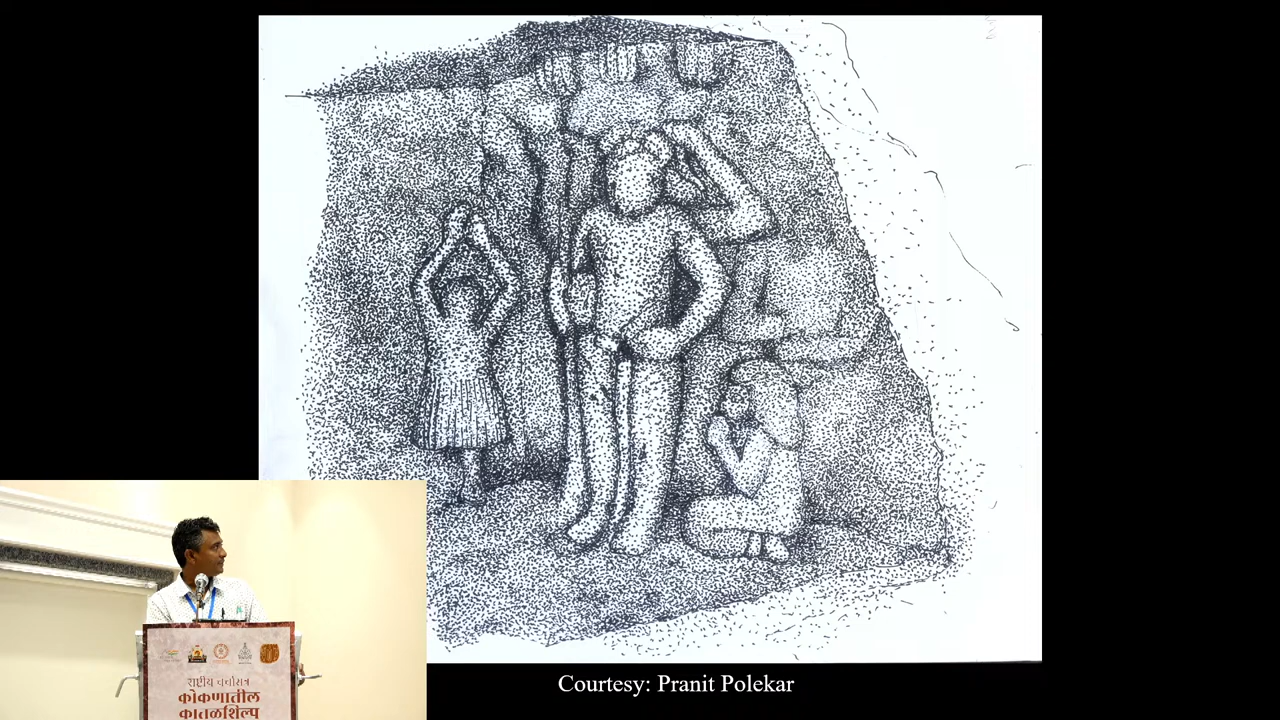 Courtesy: Pranit Polekar
राष्ट्रीय चर्चासत्र
कोकणातील
कातळशिल्प